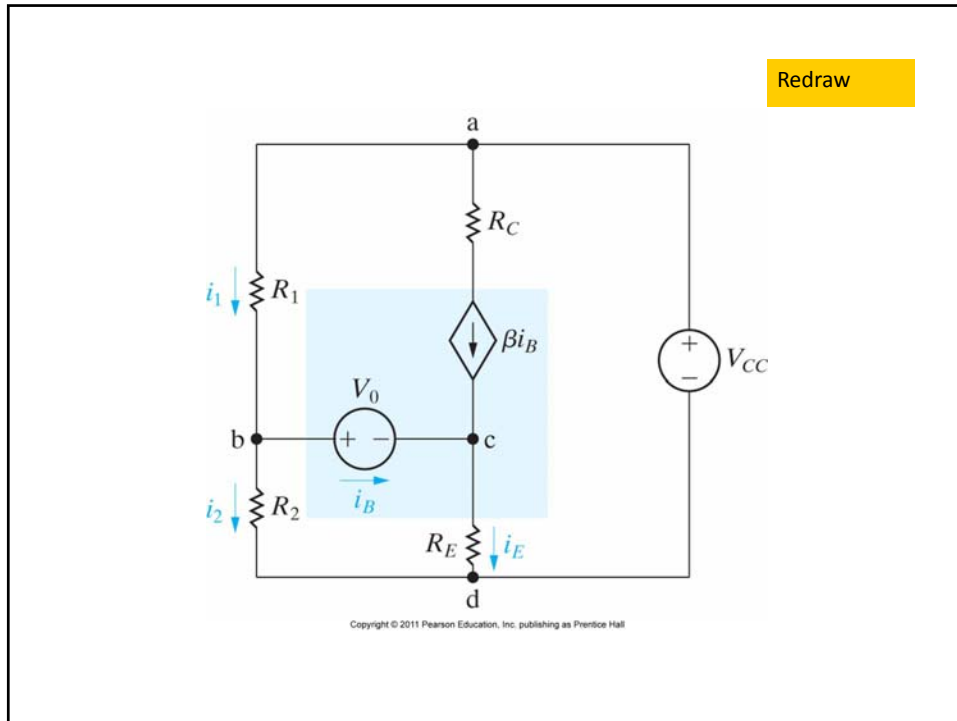 Redraw
a
R_C
i_1
R_1
βi_B
+
−
V_CC
V_0
b
+ −
c
i_B
i_2
R_2
R_E
i_E
d
Copyright © 2011 Pearson Education, Inc. publishing as Prentice Hall